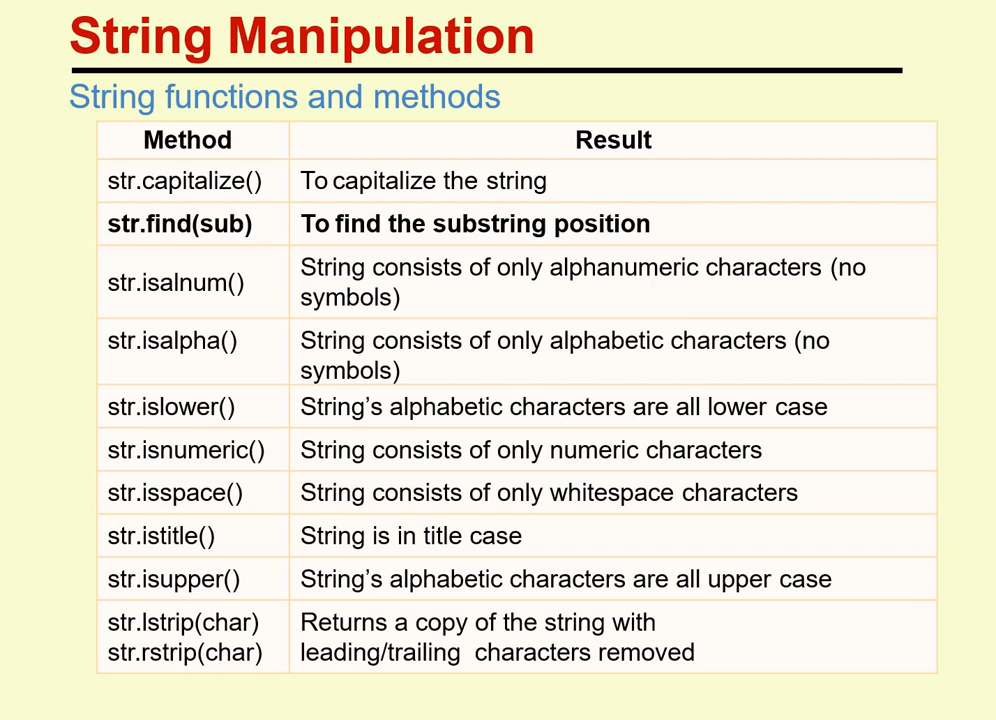 String Manipulation
String functions and methods
Method Result
str.capitalize() To capitalize the string
str.find(sub) To find the substring position
str.isalnum() String consists of only alphanumeric characters (no
symbols)
str.isalpha() String consists of only alphabetic characters (no
symbols)
str.islower() String’s alphabetic characters are all lower case
str.isnumeric() String consists of only numeric characters
str.isspace() String consists of only whitespace characters
str.istitle() String is in title case
str.isupper() String’s alphabetic characters are all upper case
str.lstrip(char) Returns a copy of the string with
str.rstrip(char) leading/trailing characters removed